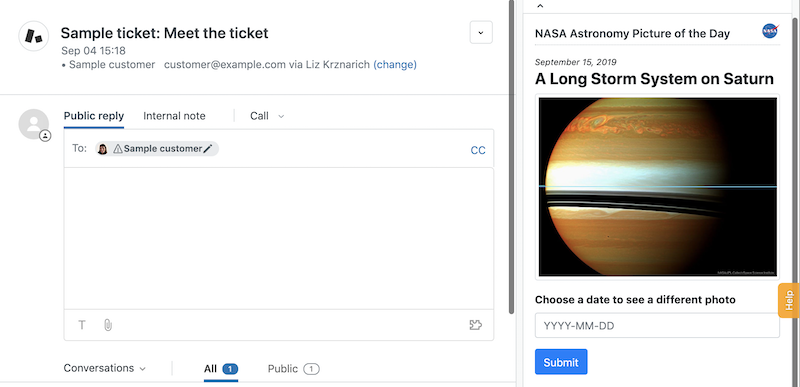 Sample ticket: Meet the ticket
Sep 04 15:18
• Sample customer customer@example.com via Liz Krznarich (change)
Public reply Internal note Call
To: Sample customer CC
T
Conversations All 1 Public 1
NASA Astronomy Picture of the Day NASA
September 15, 2019
A Long Storm System on Saturn
Choose a date to see a different photo
YYYY-MM-DD
Submit
Help